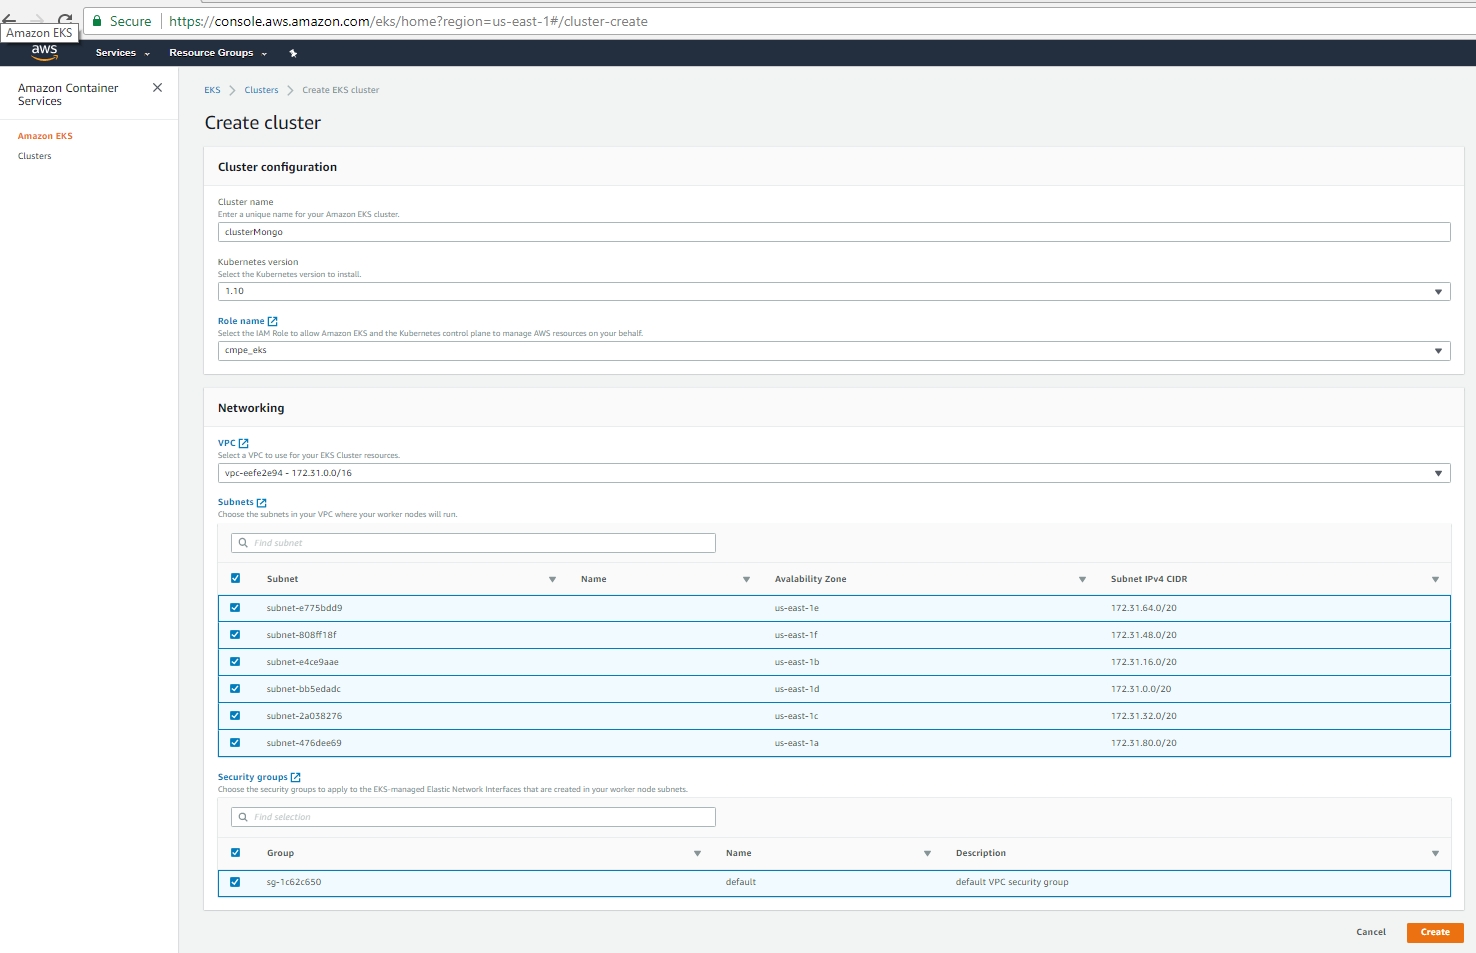 Secure https://console.aws.amazon.com/eks/home?region=us-east-1#/cluster-create
Amazon EKS
aws Services Resource Groups
Amazon Container Services
Amazon EKS
Clusters
EKS Clusters Create EKS cluster
Create cluster
Cluster configuration
Cluster name
Enter a unique name for your Amazon EKS cluster.
clusterMongo
Kubernetes version
Select the Kubernetes version to install.
1.10
Role name
Select the IAM Role to allow Amazon EKS and the Kubernetes control plane to manage AWS resources on your behalf.
cmpe_eks
Networking
VPC
Select a VPC to use for your EKS Cluster resources.
vpc-eefe2e94 - 172.31.0.0/16
Subnets
Choose the subnets in your VPC where your worker nodes will run.
Find subnet
Subnet Name Avalability Zone Subnet IPv4 CIDR
subnet-e775bdd9 us-east-1e 172.31.64.0/20
subnet-808ff18f us-east-1f 172.31.48.0/20
subnet-e4ce9aae us-east-1b 172.31.16.0/20
subnet-bb5edadc us-east-1d 172.31.0.0/20
subnet-2a038276 us-east-1c 172.31.32.0/20
subnet-476dee69 us-east-1a 172.31.80.0/20
Security groups
Choose the security groups to apply to the EKS-managed Elastic Network Interfaces that are created in your worker node subnets.
Find selection
Group Name Description
sg-1c62c650 default default VPC security group
Cancel Create